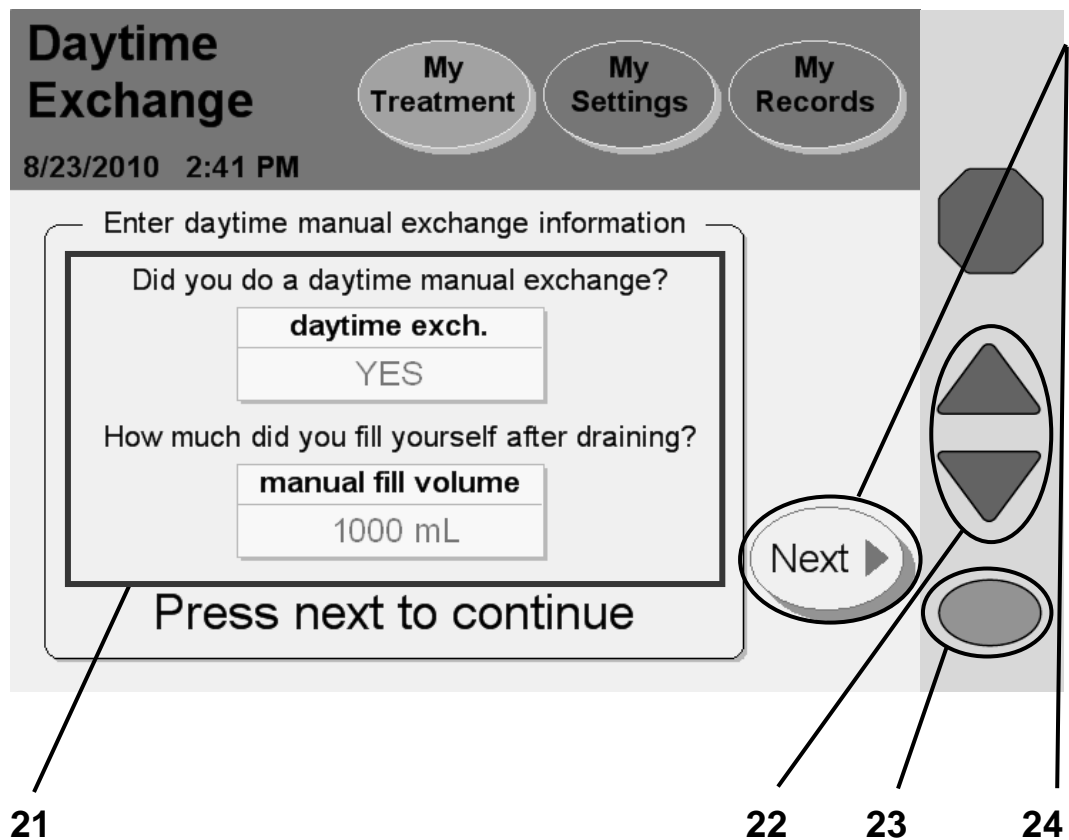 Daytime
Exchange
8/23/2010 2:41 PM
My
Treatment
My
Settings
My
Records
Enter daytime manual exchange information
Did you do a daytime manual exchange?
daytime exch.
YES
How much did you fill yourself after draining?
manual fill volume
1000 mL
Next
Press next to continue
21
22
23
24